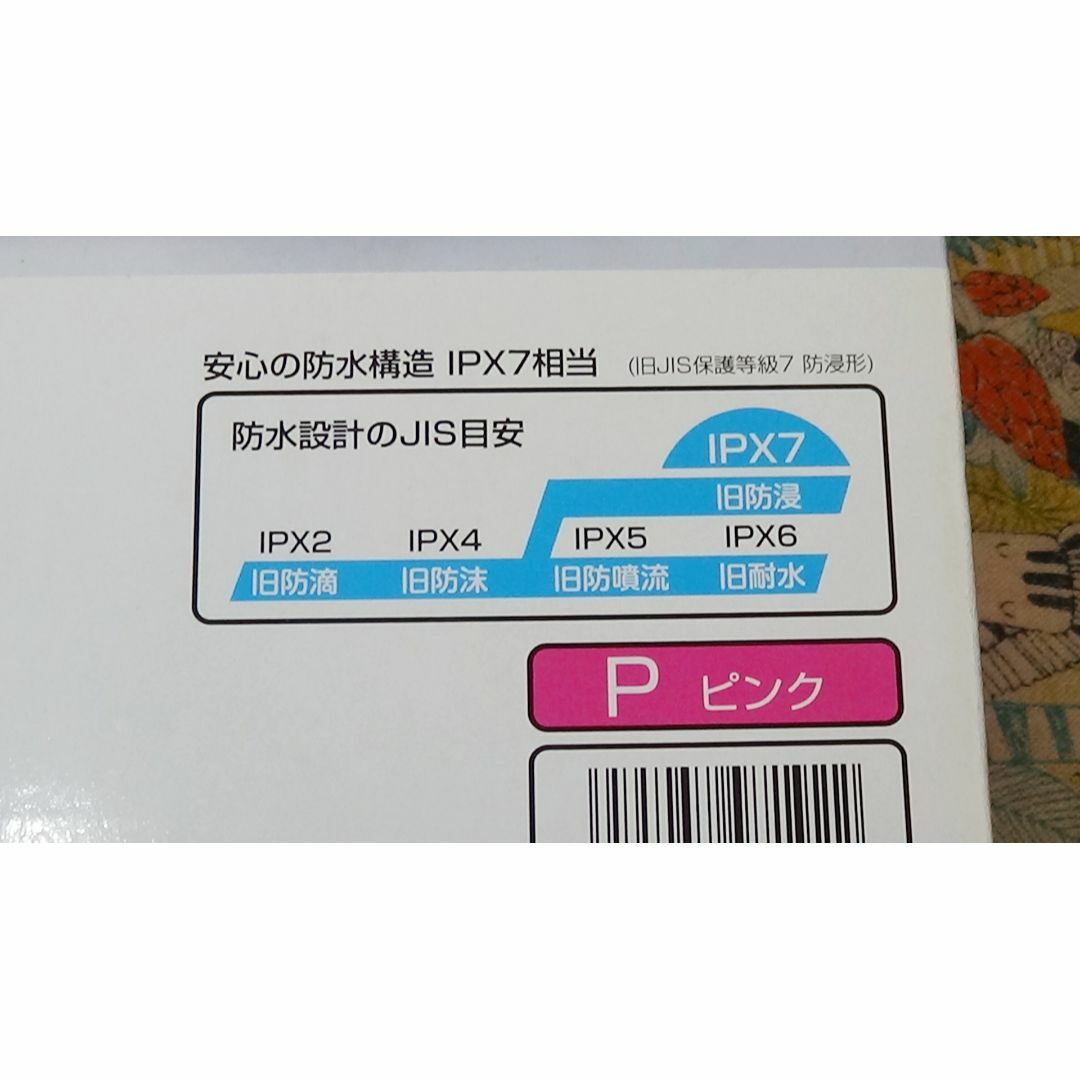 安心の防水構造 IPX7相当 (旧JIS保護等級7 防浸形)
防水設計のJIS目安
IPX7
旧防浸
IPX2 IPX4 IPX5 IPX6
旧防滴 旧防沫 旧防噴流 旧耐水
P ピンク